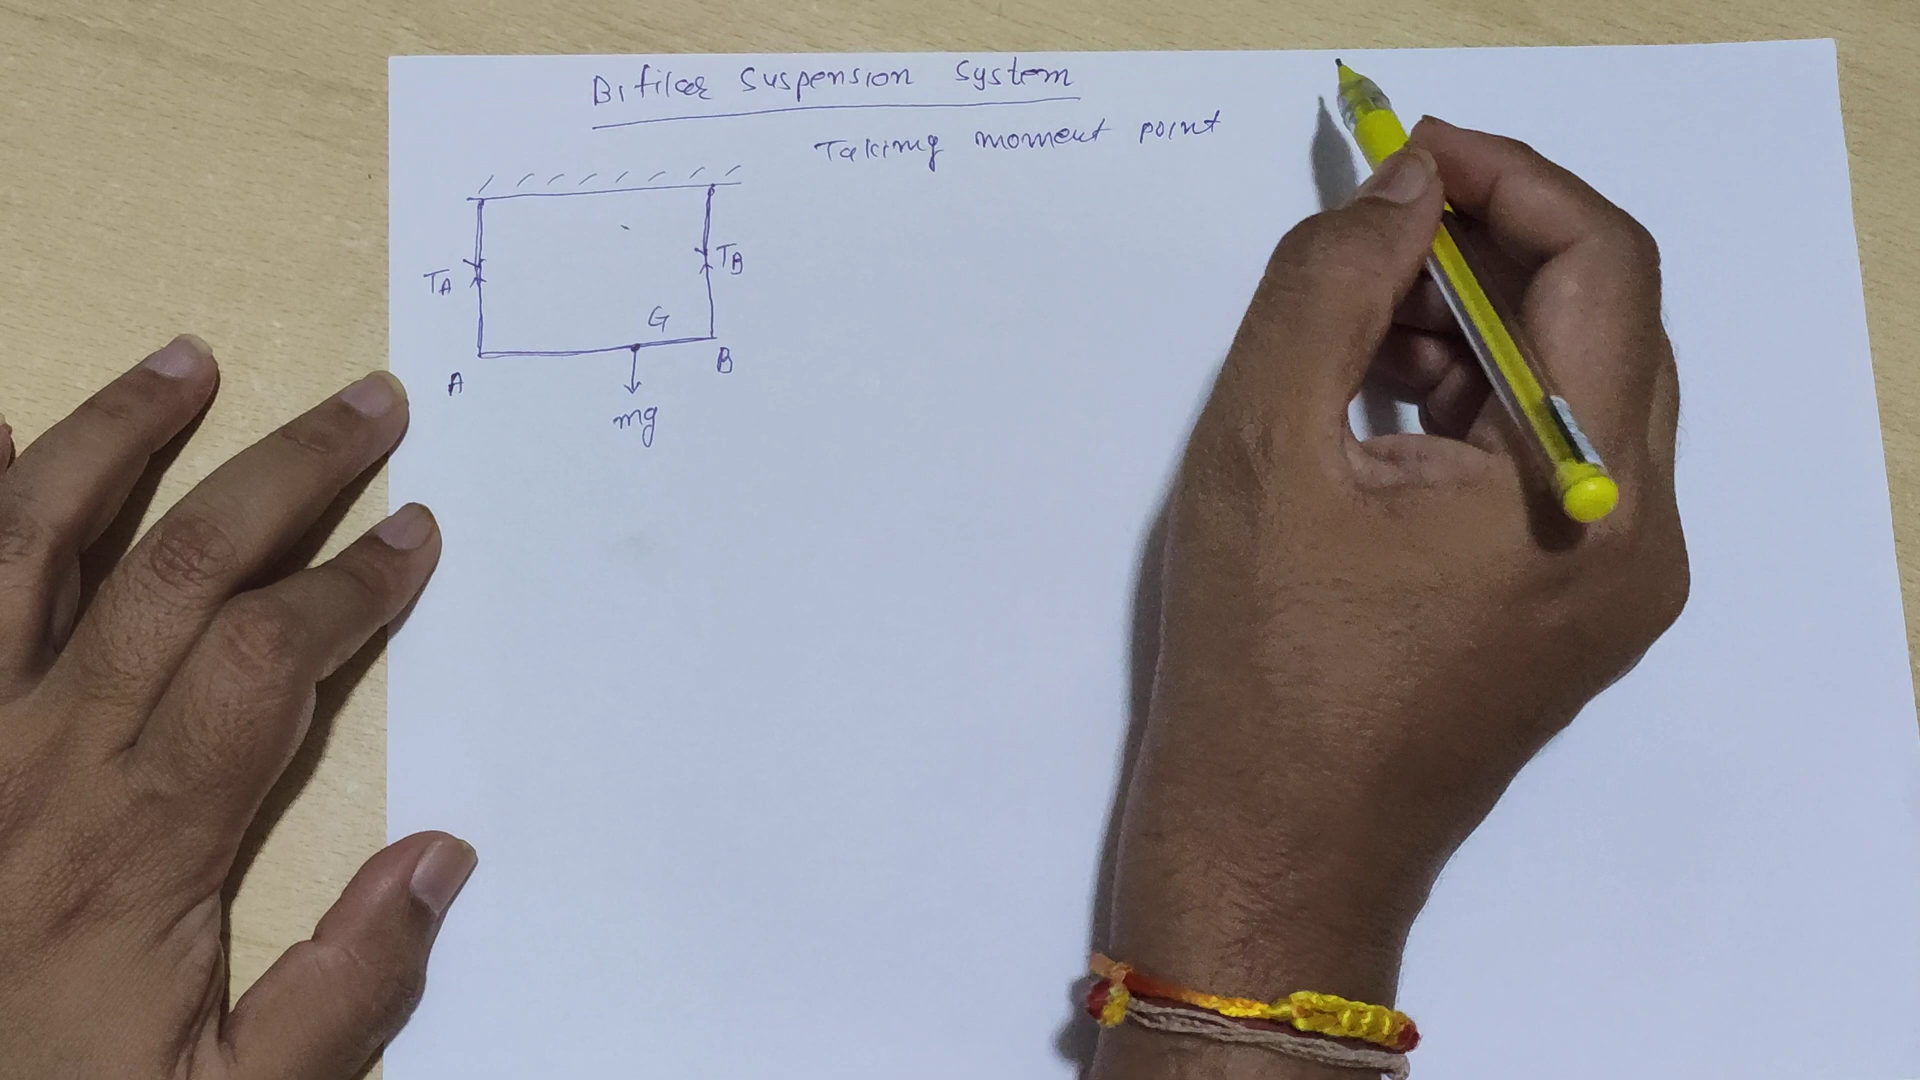 Bifilar Suspension System
Taking moment point
TA
TB
G
A
B
mg